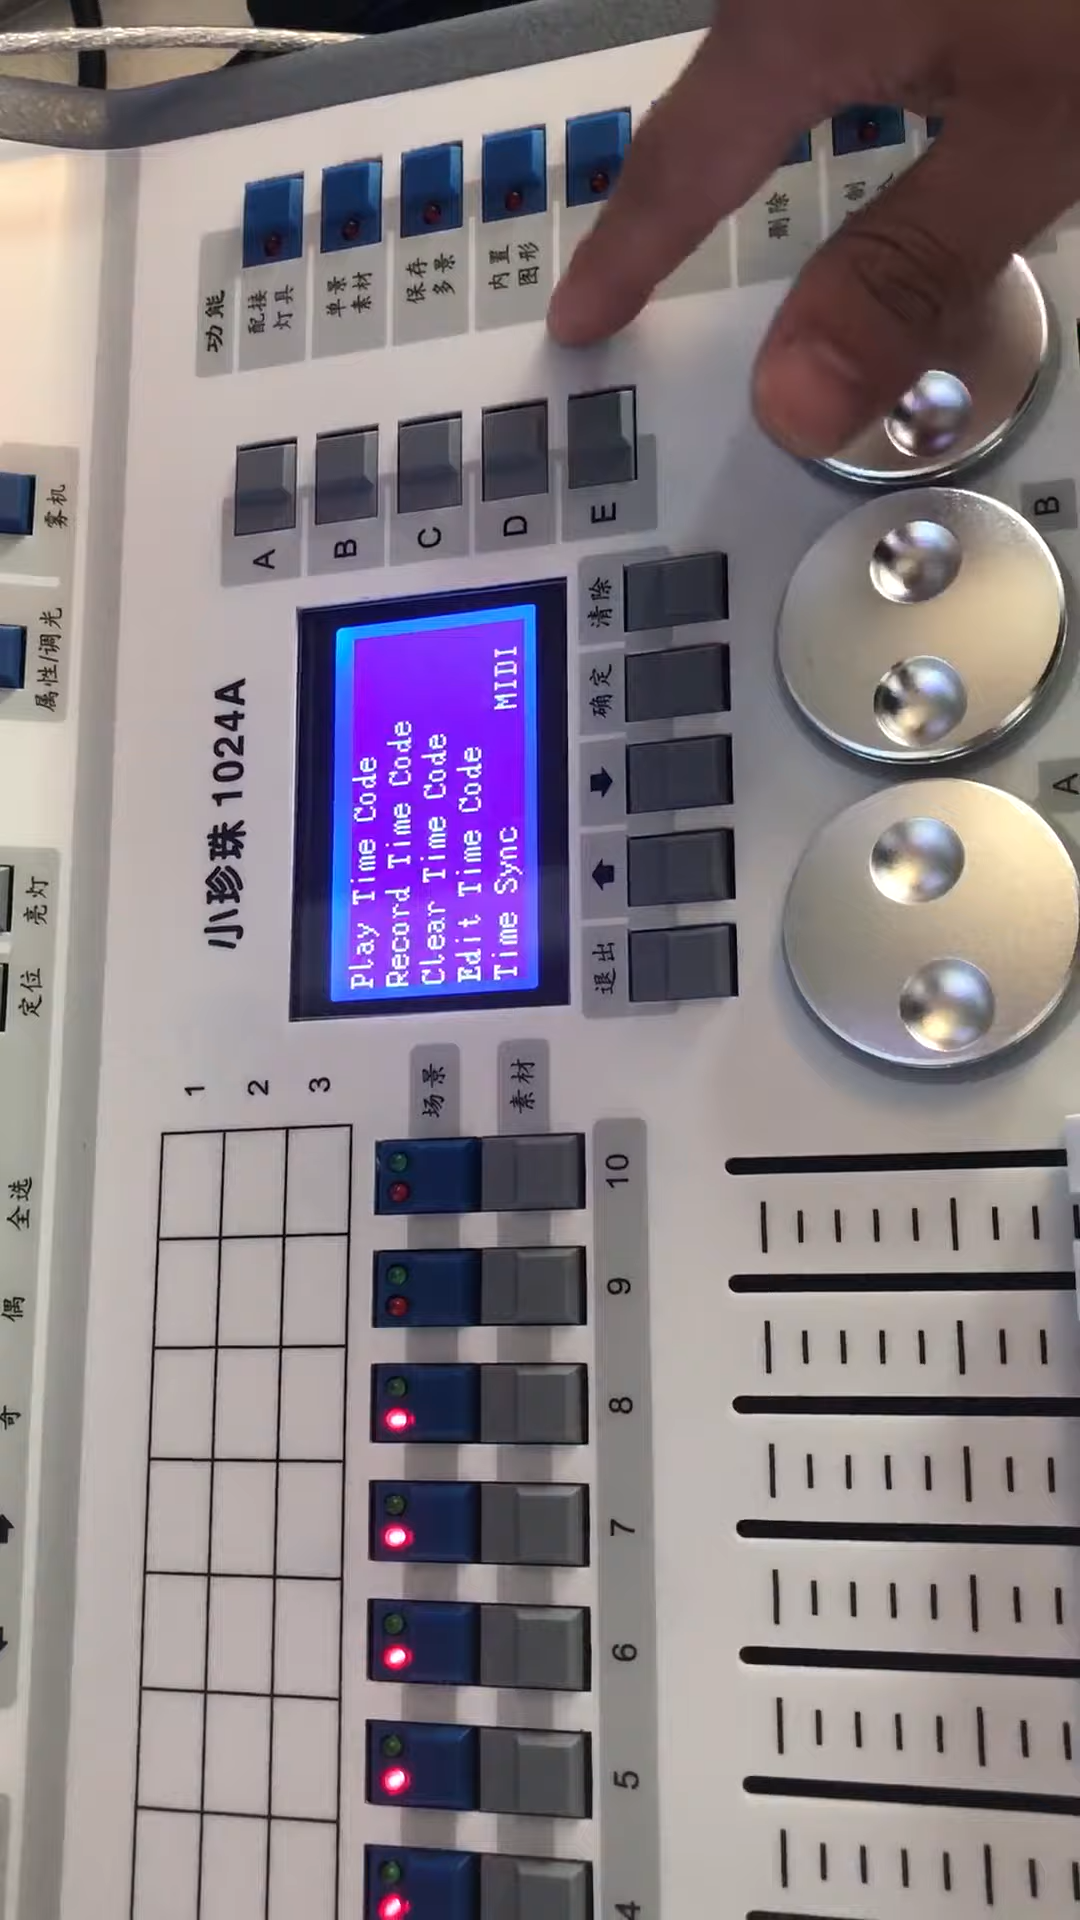 功能
配接
灯具
单景
素材
保存
多景
内置
图形
删除
A
B
C
D
E
小珍珠 1024A
Play Time Code
Record Time Code
Clear Time Code
Edit Time Code
Time Sync MIDI
退出
确定
清除
B
A
雾机
属性/调光
亮灯
定位
全选
偶
奇
1
2
3
场景
素材
10
9
8
7
6
5
4